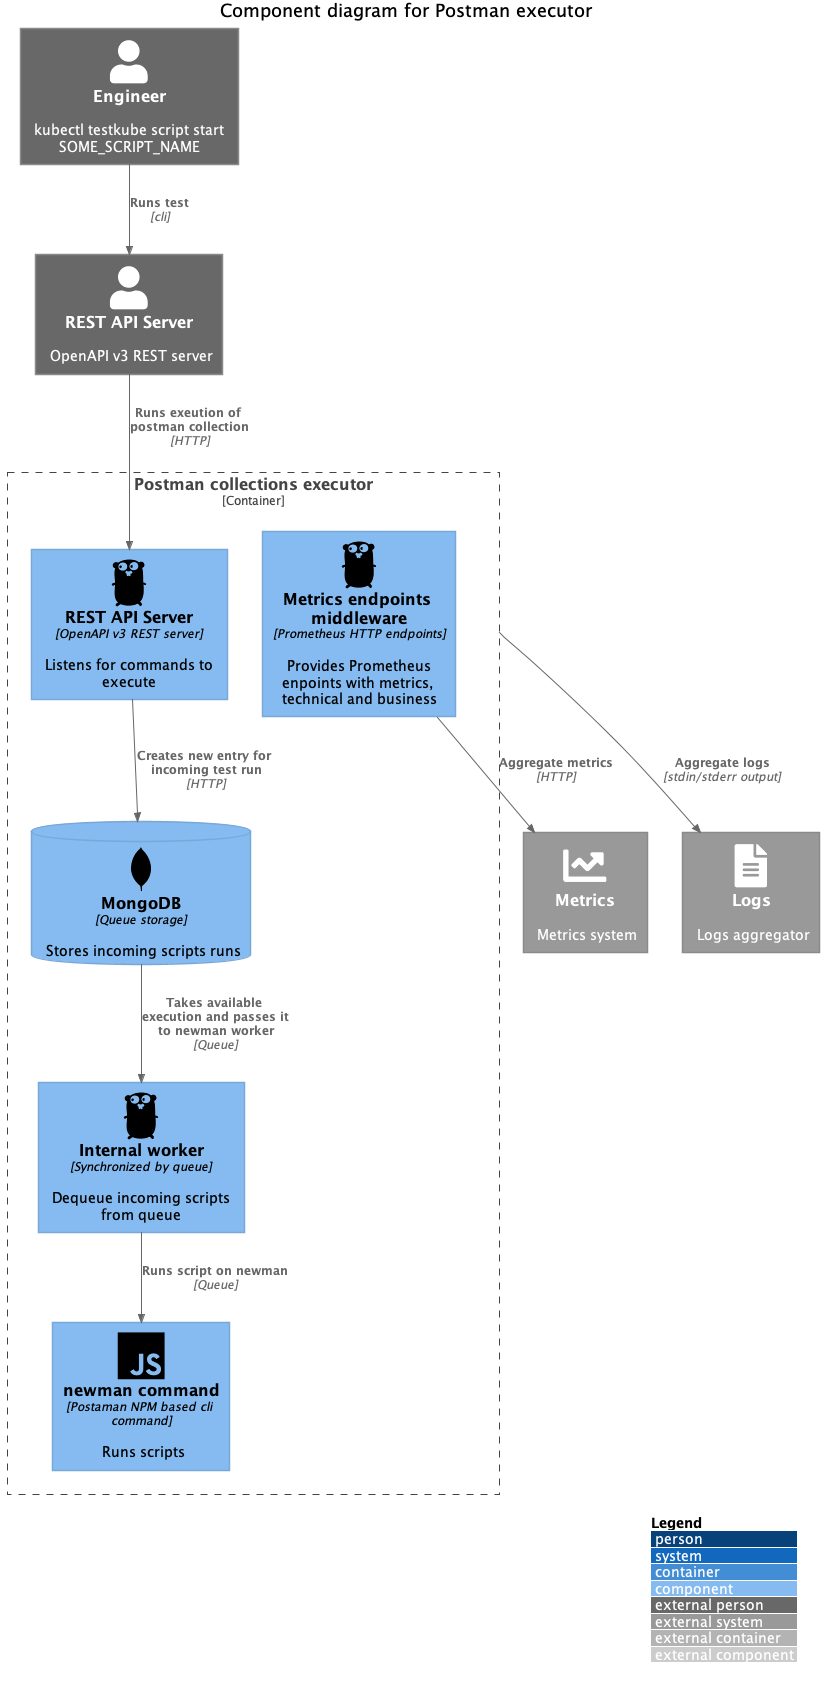 Component diagram for Postman executor
Engineer
kubectl testkube script start
SOME_SCRIPT_NAME
Runs test
[cli]
REST API Server
OpenAPI v3 REST server
Runs exeution of
postman collection
[HTTP]
Postman collections executor
[Container]
REST API Server
[OpenAPI v3 REST server]
Listens for commands to
execute
Metrics endpoints
middleware
[Prometheus HTTP endpoints]
Provides Prometheus
enpoints with metrics,
technical and business
Creates new entry for
incoming test run
[HTTP]
Aggregate metrics
[HTTP]
Aggregate logs
[stdin/stderr output]
MongoDB
[Queue storage]
Stores incoming scripts runs
Metrics
Metrics system
Logs
Logs aggregator
Takes available
execution and passes it
to newman worker
[Queue]
Internal worker
[Synchronized by queue]
Dequeue incoming scripts
from queue
Runs script on newman
[Queue]
JS
newman command
[Postaman NPM based cli
command]
Runs scripts
Legend
person
system
container
component
external person
external system
external container
external component